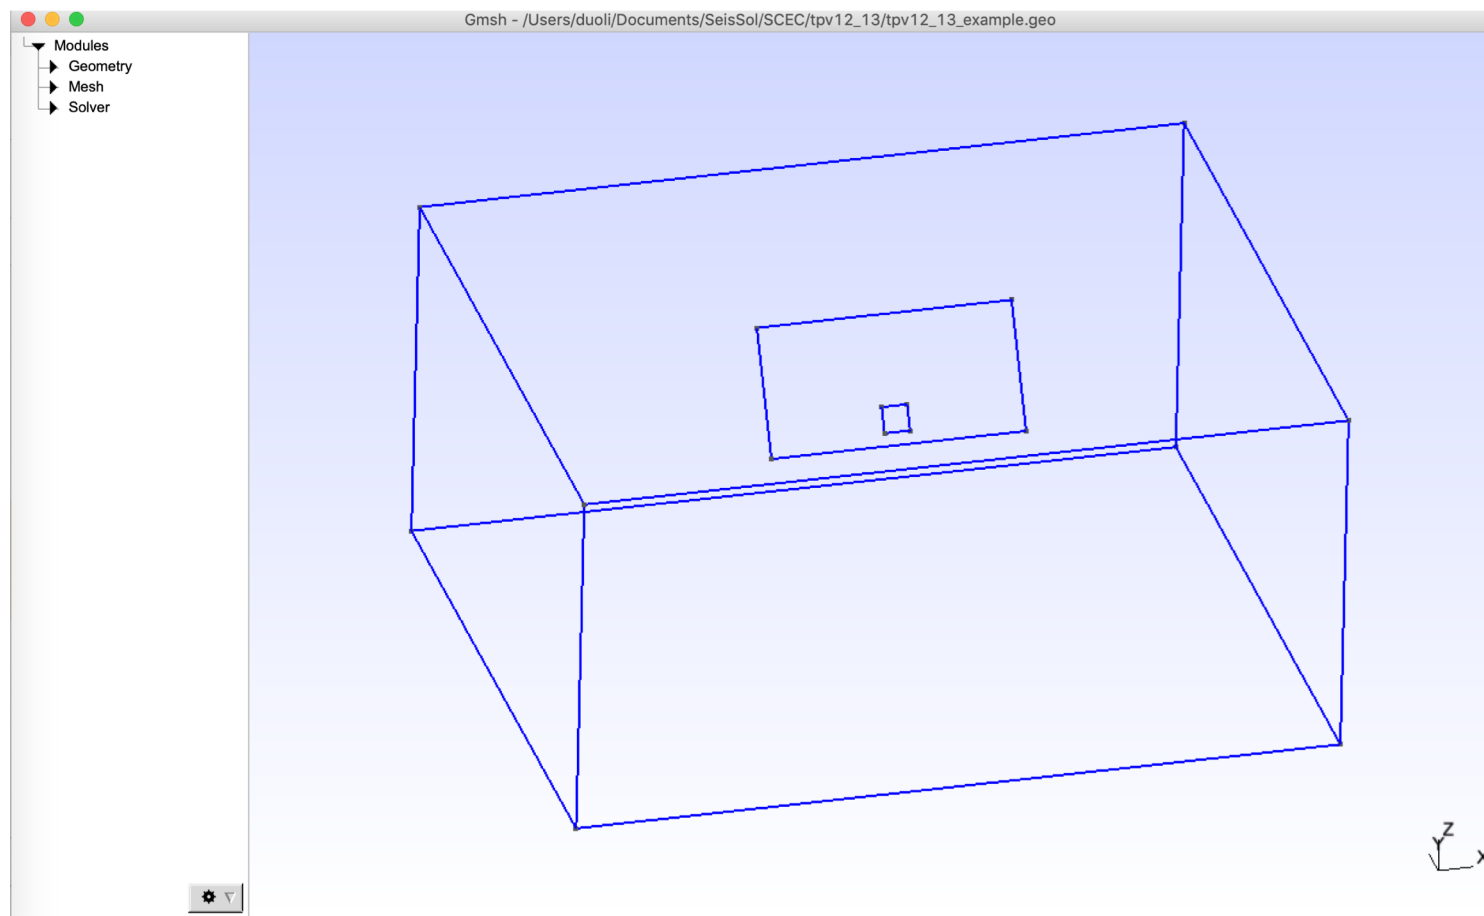 Gmsh - /Users/duoli/Documents/SeisSol/SCEC/tpv12_13/tpv12_13_example.geo
Modules
Geometry
Mesh
Solver
Z
Y
X